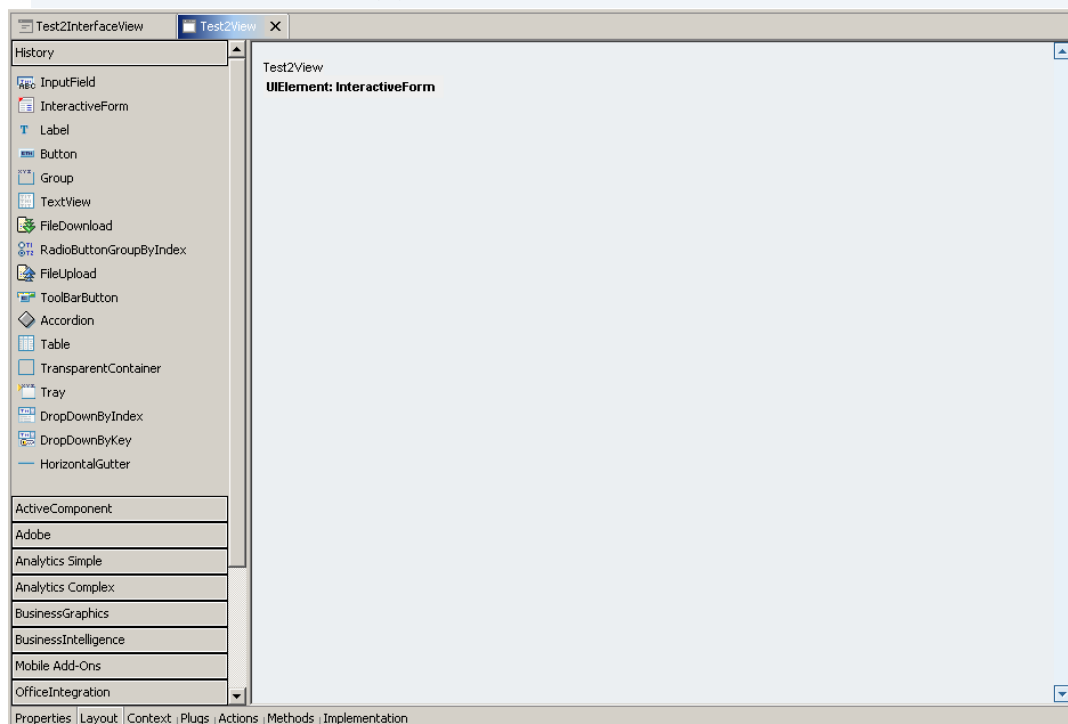 Test2InterfaceView Test2View X
History
InputField
InteractiveForm
T Label
Button
Group
TextView
FileDownload
RadioButtonGroupByIndex
FileUpload
ToolBarButton
Accordion
Table
TransparentContainer
Tray
DropDownByIndex
DropDownByKey
HorizontalGutter
ActiveComponent
Adobe
Analytics Simple
Analytics Complex
BusinessGraphics
BusinessIntelligence
Mobile Add-Ons
OfficeIntegration
Test2View
UIElement: InteractiveForm
Properties Layout Context Plugs Actions Methods Implementation